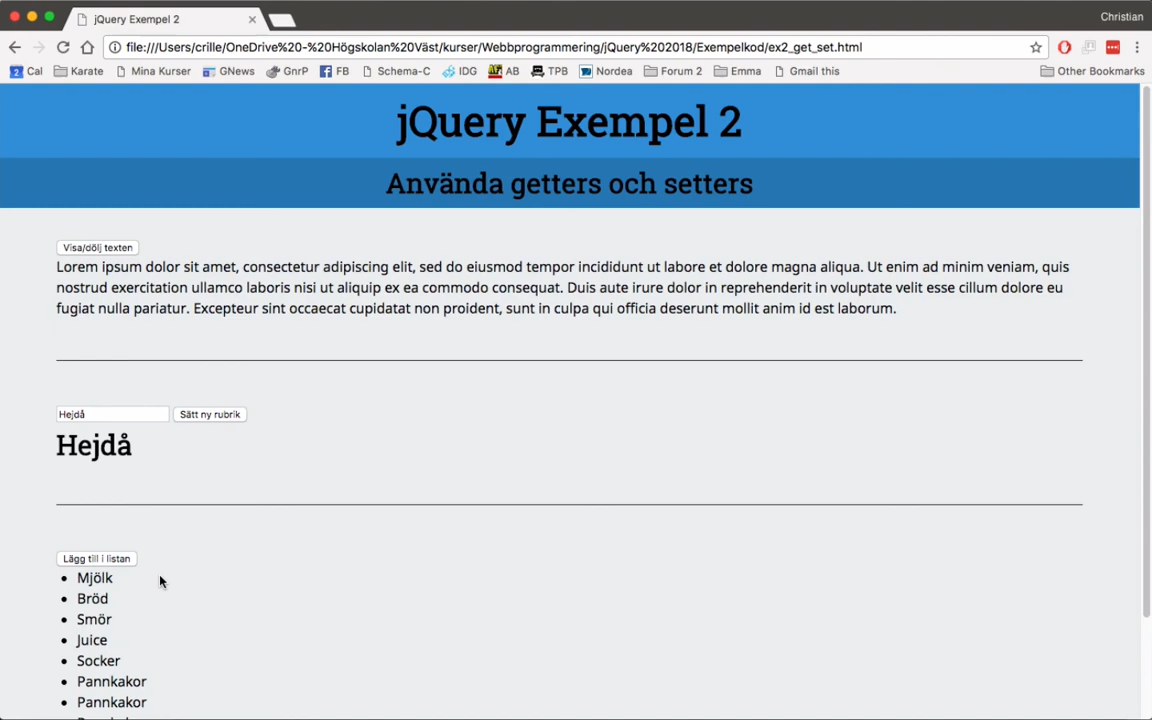 jQuery Exempel 2
Christian
file:///Users/crille/OneDrive%20-%20Högskolan%20Väst/kurser/Webbprogrammering/jQuery%202018/Exempelkod/ex2_get_set.html
2 Cal Karate Mina Kurser GNews GnrP FB Schema-C IDG AB TPB Nordea Forum 2 Emma Gmail this Other Bookmarks
jQuery Exempel 2
Använda getters och setters
Visa/dölj texten
Lorem ipsum dolor sit amet, consectetur adipiscing elit, sed do eiusmod tempor incididunt ut labore et dolore magna aliqua. Ut enim ad minim veniam, quis
nostrud exercitation ullamco laboris nisi ut aliquip ex ea commodo consequat. Duis aute irure dolor in reprehenderit in voluptate velit esse cillum dolore eu
fugiat nulla pariatur. Excepteur sint occaecat cupidatat non proident, sunt in culpa qui officia deserunt mollit anim id est laborum.
Hejdå Sätt ny rubrik
Hejdå
Lägg till i listan
Mjölk
Bröd
Smör
Juice
Socker
Pannkakor
Pannkakor